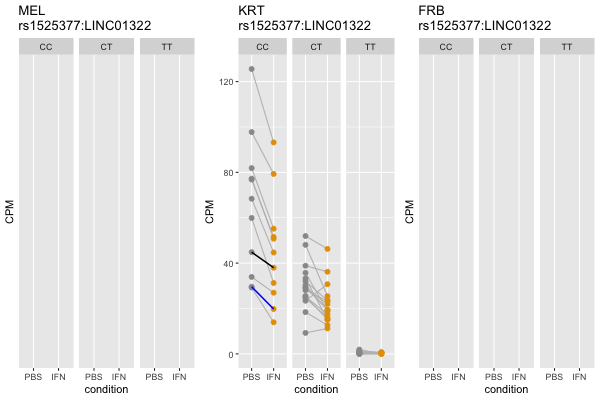 MEL
rs1525377:LINC01322
CC CT TT
CPM
PBS IFN PBS IFN PBS IFN
condition
KRT
rs1525377:LINC01322
CC CT TT
120
80
40
0
CPM
PBS IFN PBS IFN PBS IFN
condition
FRB
rs1525377:LINC01322
CC CT TT
CPM
PBS IFN PBS IFN PBS IFN
condition